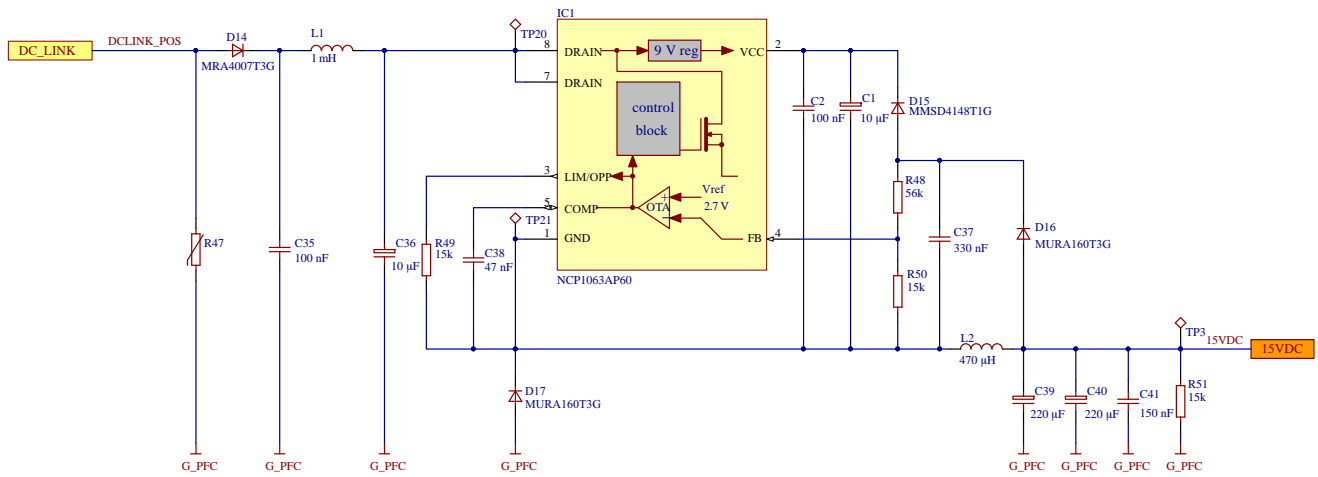 IC1
TP20
DC_LINK
DCLINK_POS
D14
MRA4007T3G
L1
1 mH
8
DRAIN
9 V reg
VCC
2
7
DRAIN
control
block
C2
100 nF
C1
10 µF
D15
MMSD4148T1G
3
LIM/OPP
Vref
2.7 V
R48
56k
5
COMP
OTA
+
−
TP21
1
GND
FB
4
R47
C35
100 nF
C36
10 µF
R49
15k
C38
47 nF
C37
330 nF
D16
MURA160T3G
NCP1063AP60
R50
15k
L2
470 µH
TP3
15VDC
15VDC
D17
MURA160T3G
C39
220 µF
C40
220 µF
C41
150 nF
R51
15k
G_PFC
G_PFC
G_PFC
G_PFC
G_PFC
G_PFC
G_PFC
G_PFC